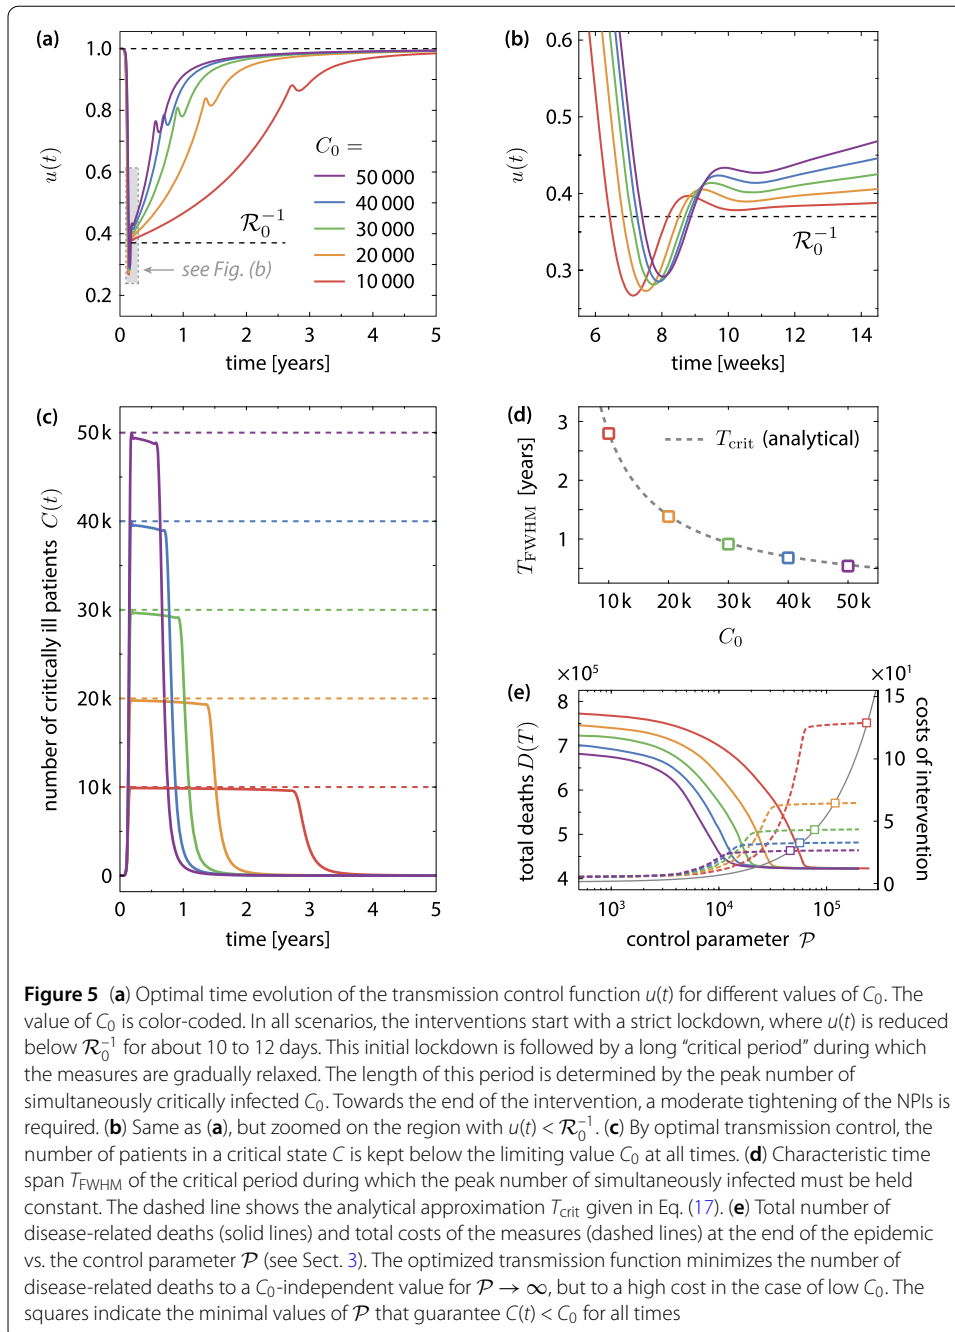 (a)
1.0
0.8
0.6
0.4
0.2
u(t)
C₀ =
50 000
40 000
30 000
20 000
10 000
R₀⁻¹
see Fig. (b)
0 1 2 3 4 5
time [years]
(b)
0.6
0.5
0.4
0.3
u(t)
R₀⁻¹
6 8 10 12 14
time [weeks]
(c)
50 k
40 k
30 k
20 k
10 k
0
number of critically ill patients C(t)
0 1 2 3 4 5
time [years]
(d)
3
2
1
T_FWHM [years]
T_crit (analytical)
10 k 20 k 30 k 40 k 50 k
C₀
(e)
×10⁵ ×10¹
8
7
6
5
4
total deaths D(T)
15
10
5
0
costs of intervention
10³ 10⁴ 10⁵
control parameter P
Figure 5 (a) Optimal time evolution of the transmission control function u(t) for different values of C₀. The
value of C₀ is color-coded. In all scenarios, the interventions start with a strict lockdown, where u(t) is reduced
below R₀⁻¹ for about 10 to 12 days. This initial lockdown is followed by a long “critical period” during which
the measures are gradually relaxed. The length of this period is determined by the peak number of
simultaneously critically infected C₀. Towards the end of the intervention, a moderate tightening of the NPIs is
required. (b) Same as (a), but zoomed on the region with u(t) < R₀⁻¹. (c) By optimal transmission control, the
number of patients in a critical state C is kept below the limiting value C₀ at all times. (d) Characteristic time
span T_FWHM of the critical period during which the peak number of simultaneously infected must be held
constant. The dashed line shows the analytical approximation T_crit given in Eq. (17). (e) Total number of
disease-related deaths (solid lines) and total costs of the measures (dashed lines) at the end of the epidemic
vs. the control parameter P (see Sect. 3). The optimized transmission function minimizes the number of
disease-related deaths to a C₀-independent value for P → ∞, but to a high cost in the case of low C₀. The
squares indicate the minimal values of P that guarantee C(t) < C₀ for all times